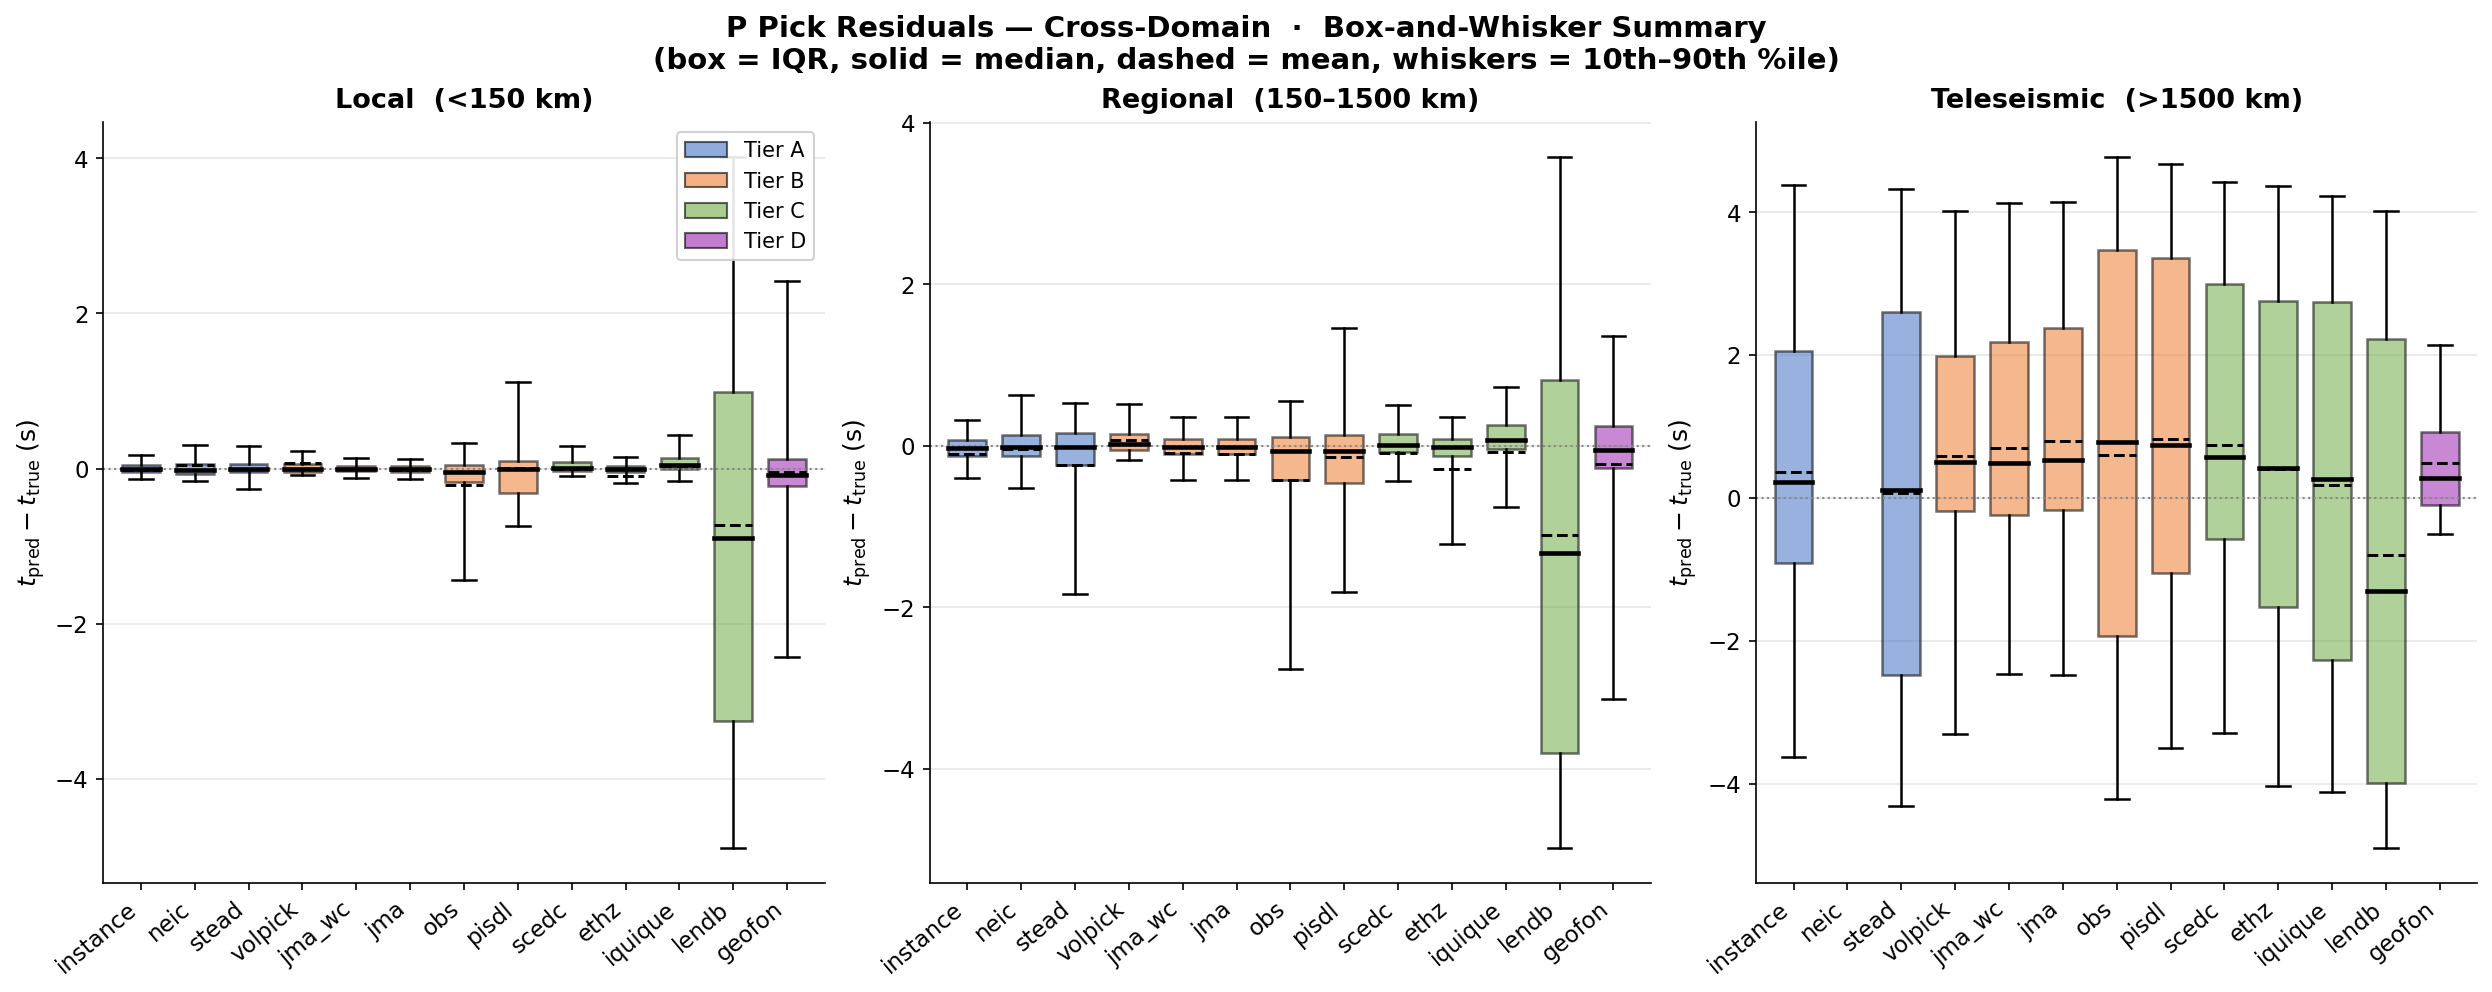 P Pick Residuals — Cross-Domain · Box-and-Whisker Summary
(box = IQR, solid = median, dashed = mean, whiskers = 10th–90th %ile)
Local (<150 km)
t_pred − t_true (s)
4
2
0
−2
−4
Tier A
Tier B
Tier C
Tier D
instance
neic
stead
volpick
jma_wc
jma
obs
pisdl
scedc
ethz
iquique
lendb
geofon
Regional (150–1500 km)
t_pred − t_true (s)
4
2
0
−2
−4
instance
neic
stead
volpick
jma_wc
jma
obs
pisdl
scedc
ethz
iquique
lendb
geofon
Teleseismic (>1500 km)
t_pred − t_true (s)
4
2
0
−2
−4
instance
neic
stead
volpick
jma_wc
jma
obs
pisdl
scedc
ethz
iquique
lendb
geofon